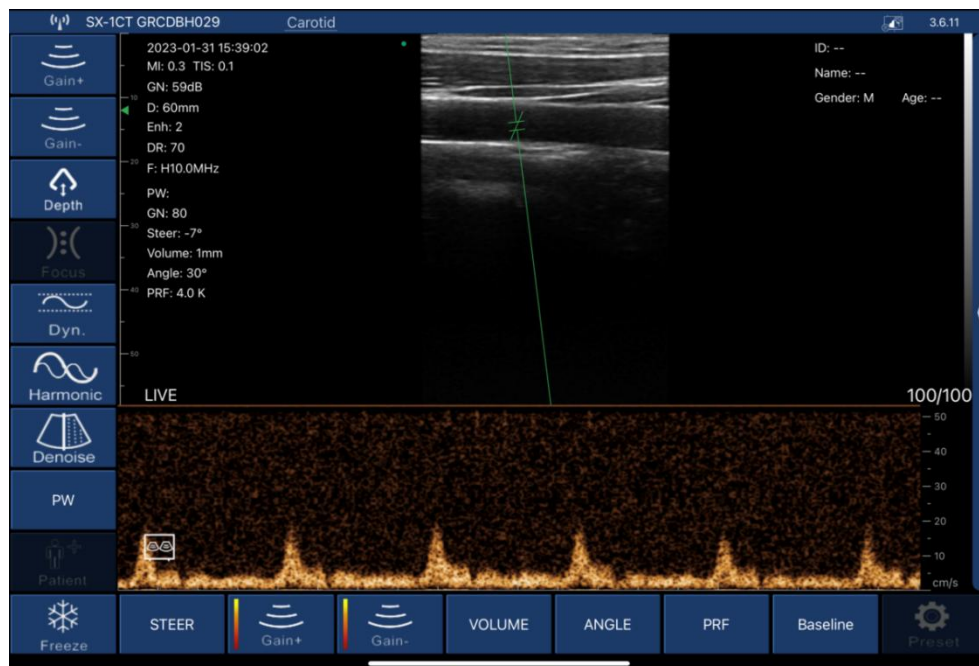 SX-1CT GRCDBH029
Carotid
3.6.11
Gain+
Gain-
Depth
Focus
Dyn.
Harmonic
Denoise
PW
Patient
Freeze
2023-01-31 15:39:02
MI: 0.3 TIS: 0.1
GN: 59dB
D: 60mm
Enh: 2
DR: 70
F: H10.0MHz
PW:
GN: 80
Steer: -7°
Volume: 1mm
Angle: 30°
PRF: 4.0 K
10
20
30
40
50
LIVE
ID: --
Name: --
Gender: M Age: --
100/100
50
40
30
20
10
cm/s
STEER
Gain+
Gain-
VOLUME
ANGLE
PRF
Baseline
Preset